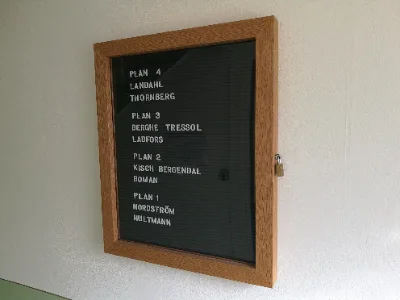 PLAN 4
LANDAHL
THORNBERG
PLAN 3
BERGHE TRESSOL
LADFORS
PLAN 2
KISCH BERGENDAL
ROMAN
PLAN 1
NORDSTRÖM
HULTMANN